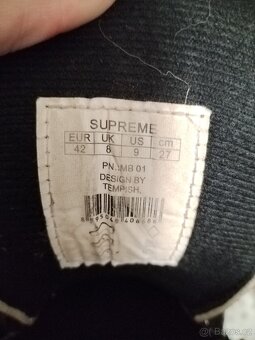 SUPREME
EUR UK US cm
42 8 9 27
PN.:MB 01
DESIGN BY
TEMPISH.